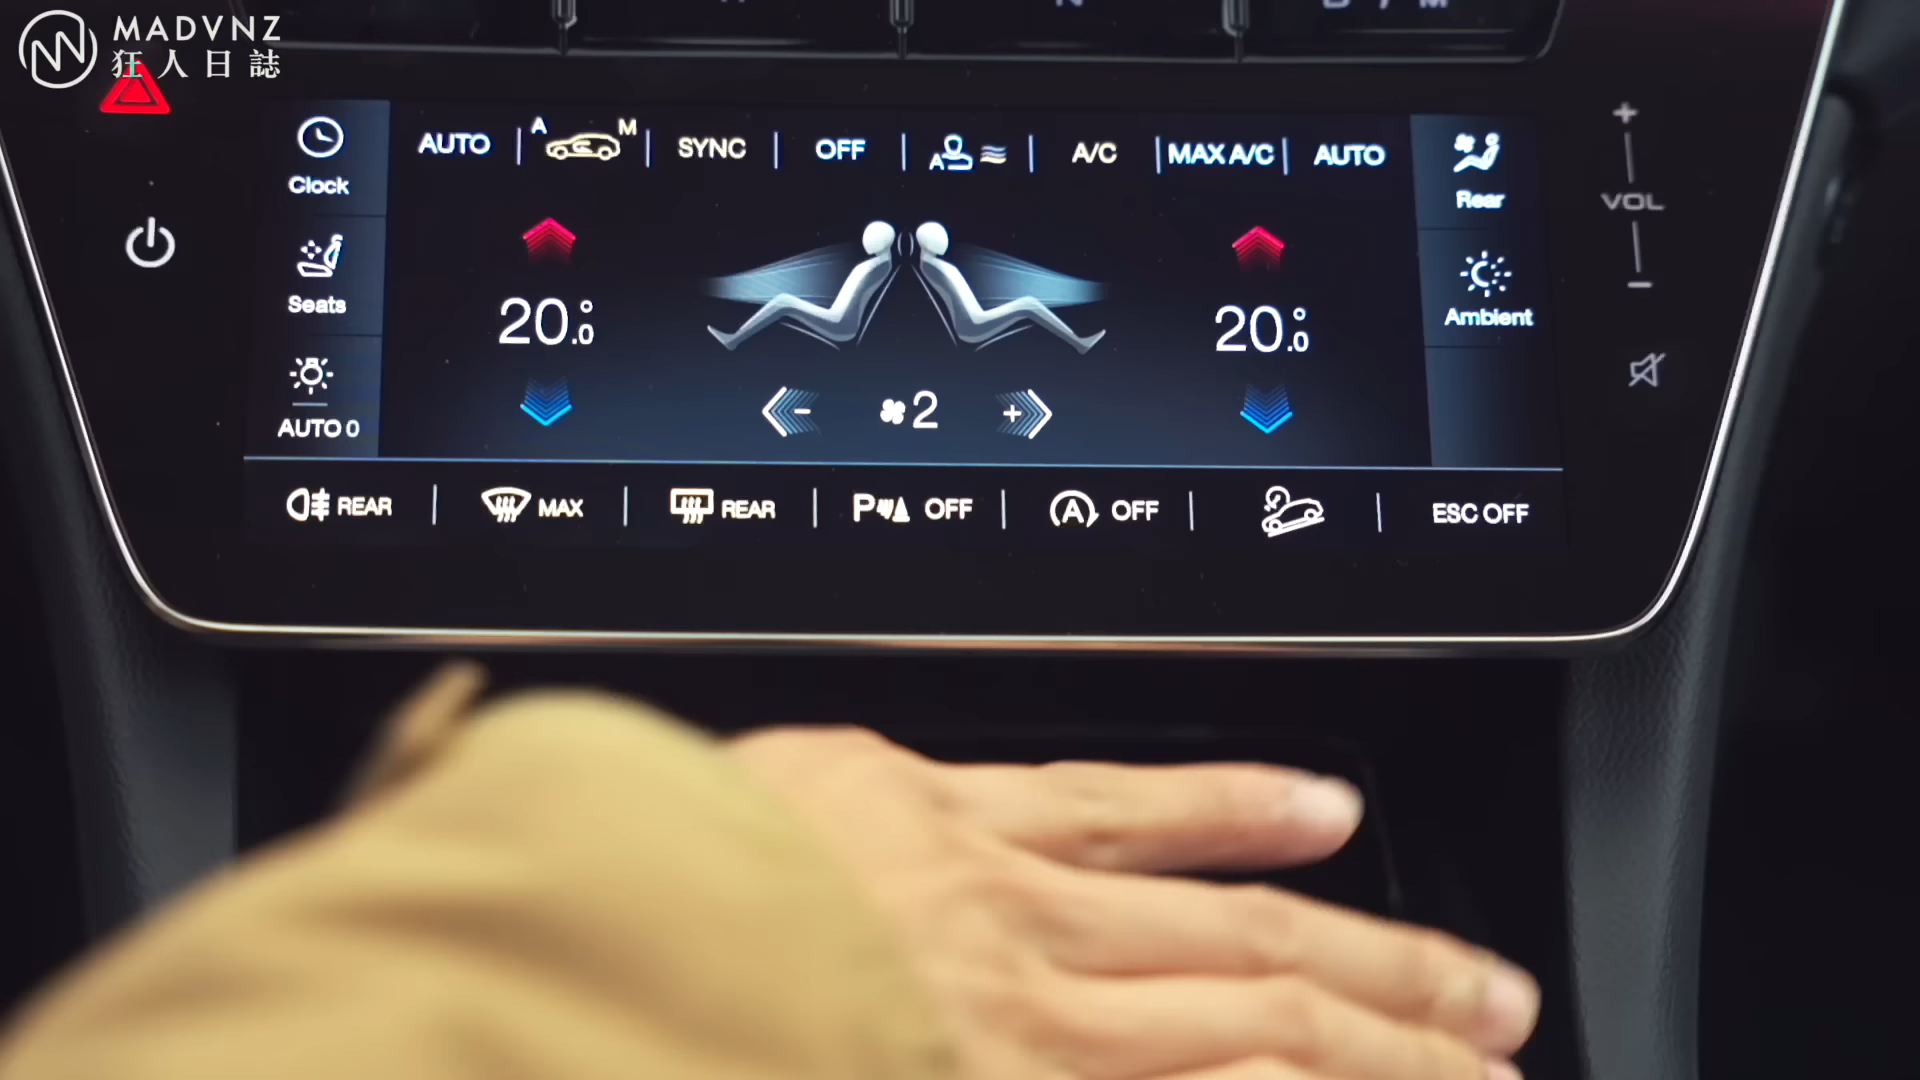 MADVNZ
狂人日誌
Clock
AUTO
A
M
SYNC
OFF
A
A/C
MAX A/C
AUTO
Rear
VOL
Seats
20.0°
20.0°
Ambient
AUTO 0
- 2 +
REAR
MAX
REAR
P OFF
A OFF
ESC OFF